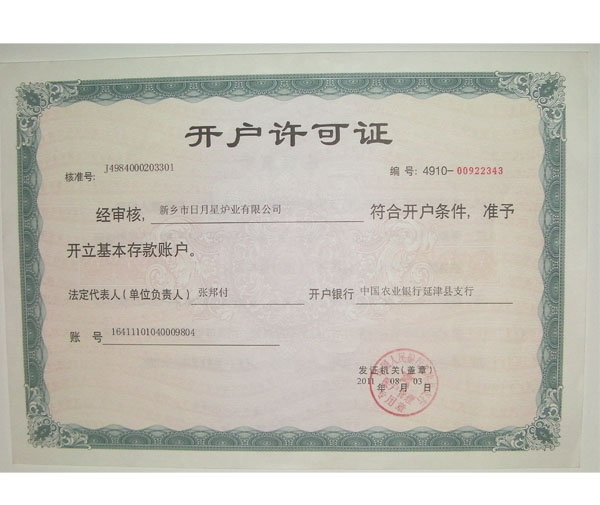 开户许可证
核准号: J4984000203301 编 号: 4910-00922343
经审核, 新乡市日月星炉业有限公司 符合开户条件, 准予
开立基本存款账户。
法定代表人(单位负责人) 张邦付 开户银行 中国农业银行延津县支行
账 号 16411101040009804
发证机关(盖章)
2011 年 08 月 03 日